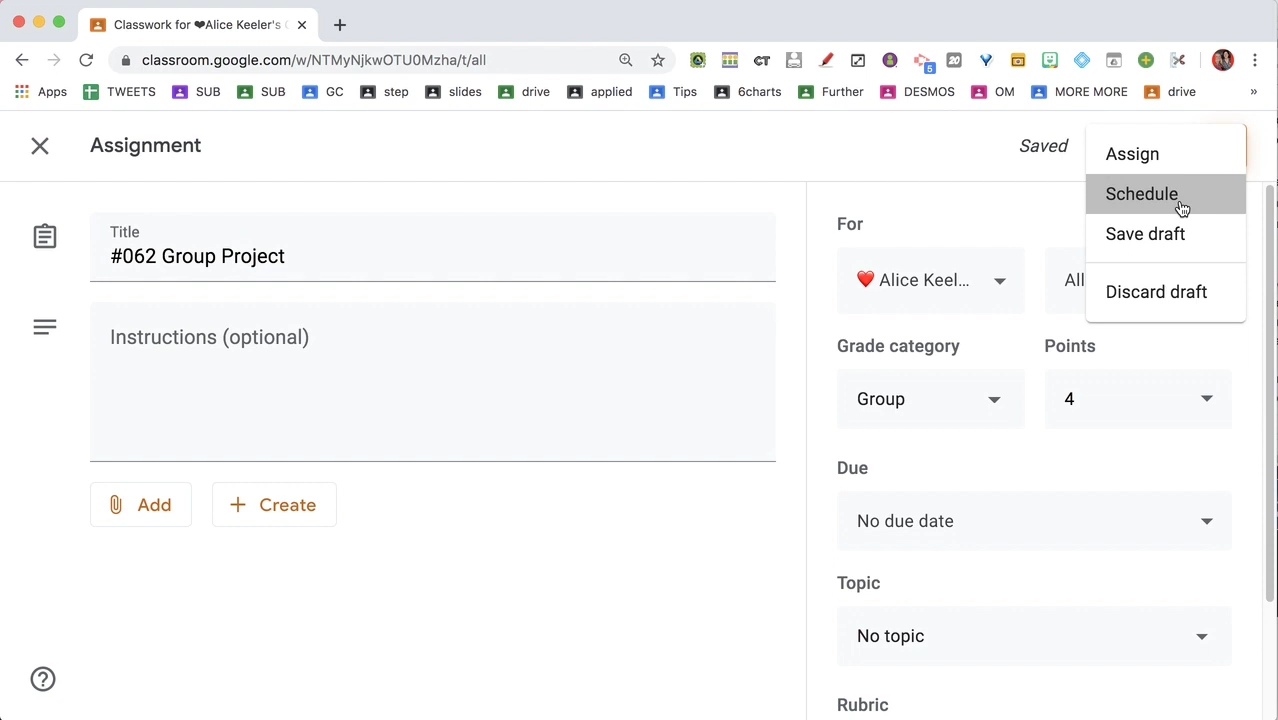 Classwork for ❤Alice Keeler's
classroom.google.com/w/NTMyNjkwOTU0Mzha/t/all
CT
5
20
Apps TWEETS SUB SUB GC step slides drive applied Tips 6charts Further DESMOS OM MORE MORE drive »
Assignment
Saved
Assign
Schedule
Save draft
Discard draft
Title
#062 Group Project
Instructions (optional)
Add
Create
For
❤️ Alice Keel...
All
Grade category
Points
Group
4
Due
No due date
Topic
No topic
Rubric